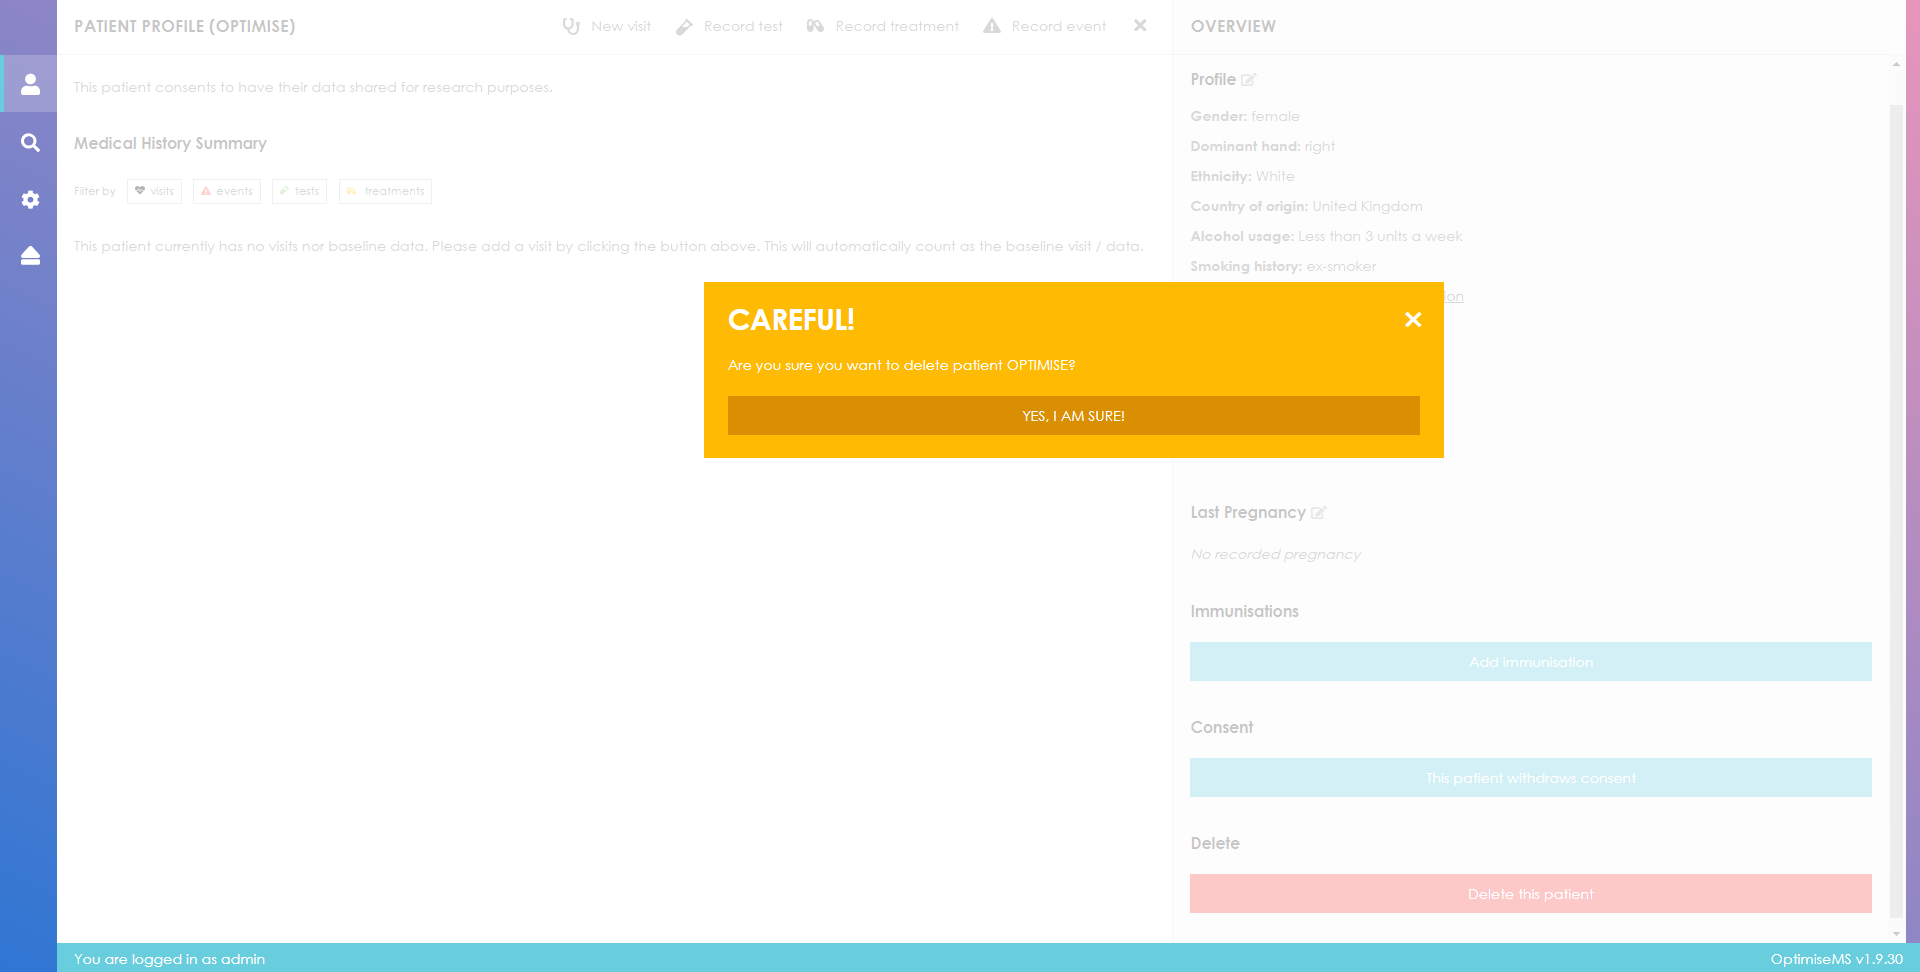 PATIENT PROFILE (OPTIMISE)
New visit
Record test
Record treatment
Record event
OVERVIEW
This patient consents to have their data shared for research purposes.
Medical History Summary
Filter by visits events tests treatments
This patient currently has no visits nor baseline data. Please add a visit by clicking the button above. This will automatically count as the baseline visit / data.
Profile
Gender: female
Dominant hand: right
Ethnicity: White
Country of origin: United Kingdom
Alcohol usage: Less than 3 units a week
Smoking history: ex-smoker
CAREFUL!
Are you sure you want to delete patient OPTIMISE?
YES, I AM SURE!
Last Pregnancy
No recorded pregnancy
Immunisations
Add immunisation
Consent
This patient withdraws consent
Delete
Delete this patient
You are logged in as admin
OptimiseMS v1.9.30